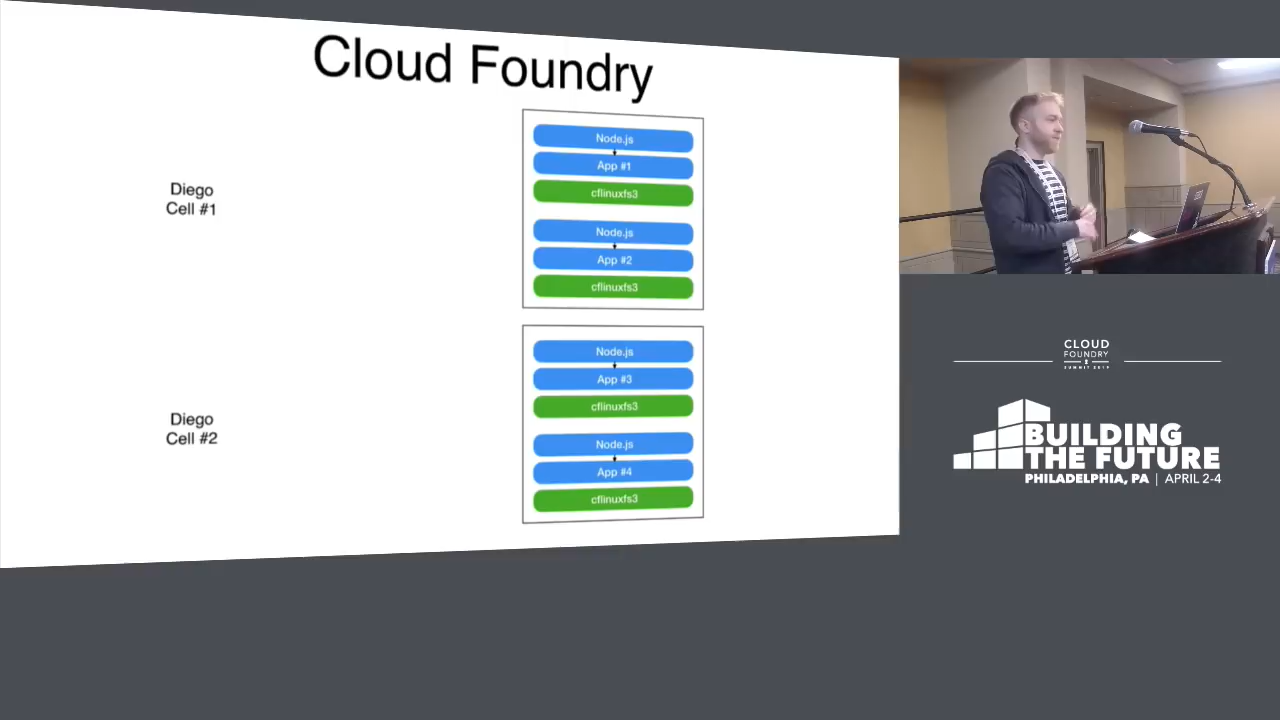 Cloud Foundry
Diego
Cell #1
Node.js
App #1
cflinuxfs3
Node.js
App #2
cflinuxfs3
Diego
Cell #2
Node.js
App #3
cflinuxfs3
Node.js
App #4
cflinuxfs3
CLOUD
FOUNDRY
SUMMIT 2019
BUILDING
THE FUTURE
PHILADELPHIA, PA | APRIL 2-4